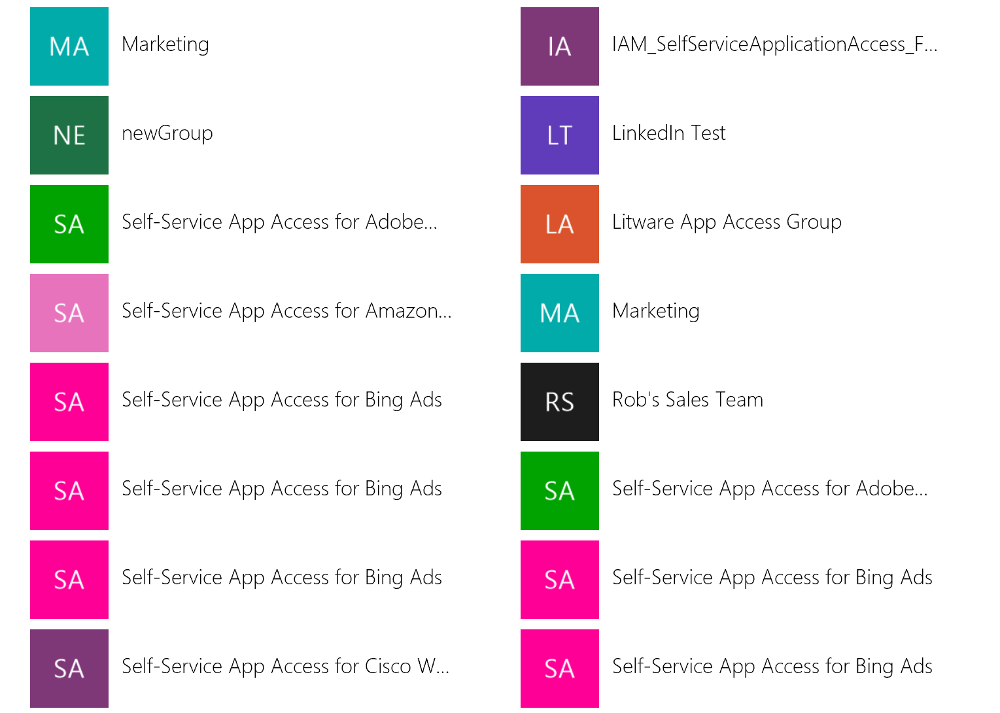 MA Marketing
NE newGroup
SA Self-Service App Access for Adobe...
SA Self-Service App Access for Amazon...
SA Self-Service App Access for Bing Ads
SA Self-Service App Access for Bing Ads
SA Self-Service App Access for Bing Ads
SA Self-Service App Access for Cisco W...
IA IAM_SelfServiceApplicationAccess_F...
LT LinkedIn Test
LA Litware App Access Group
MA Marketing
RS Rob's Sales Team
SA Self-Service App Access for Adobe...
SA Self-Service App Access for Bing Ads
SA Self-Service App Access for Bing Ads